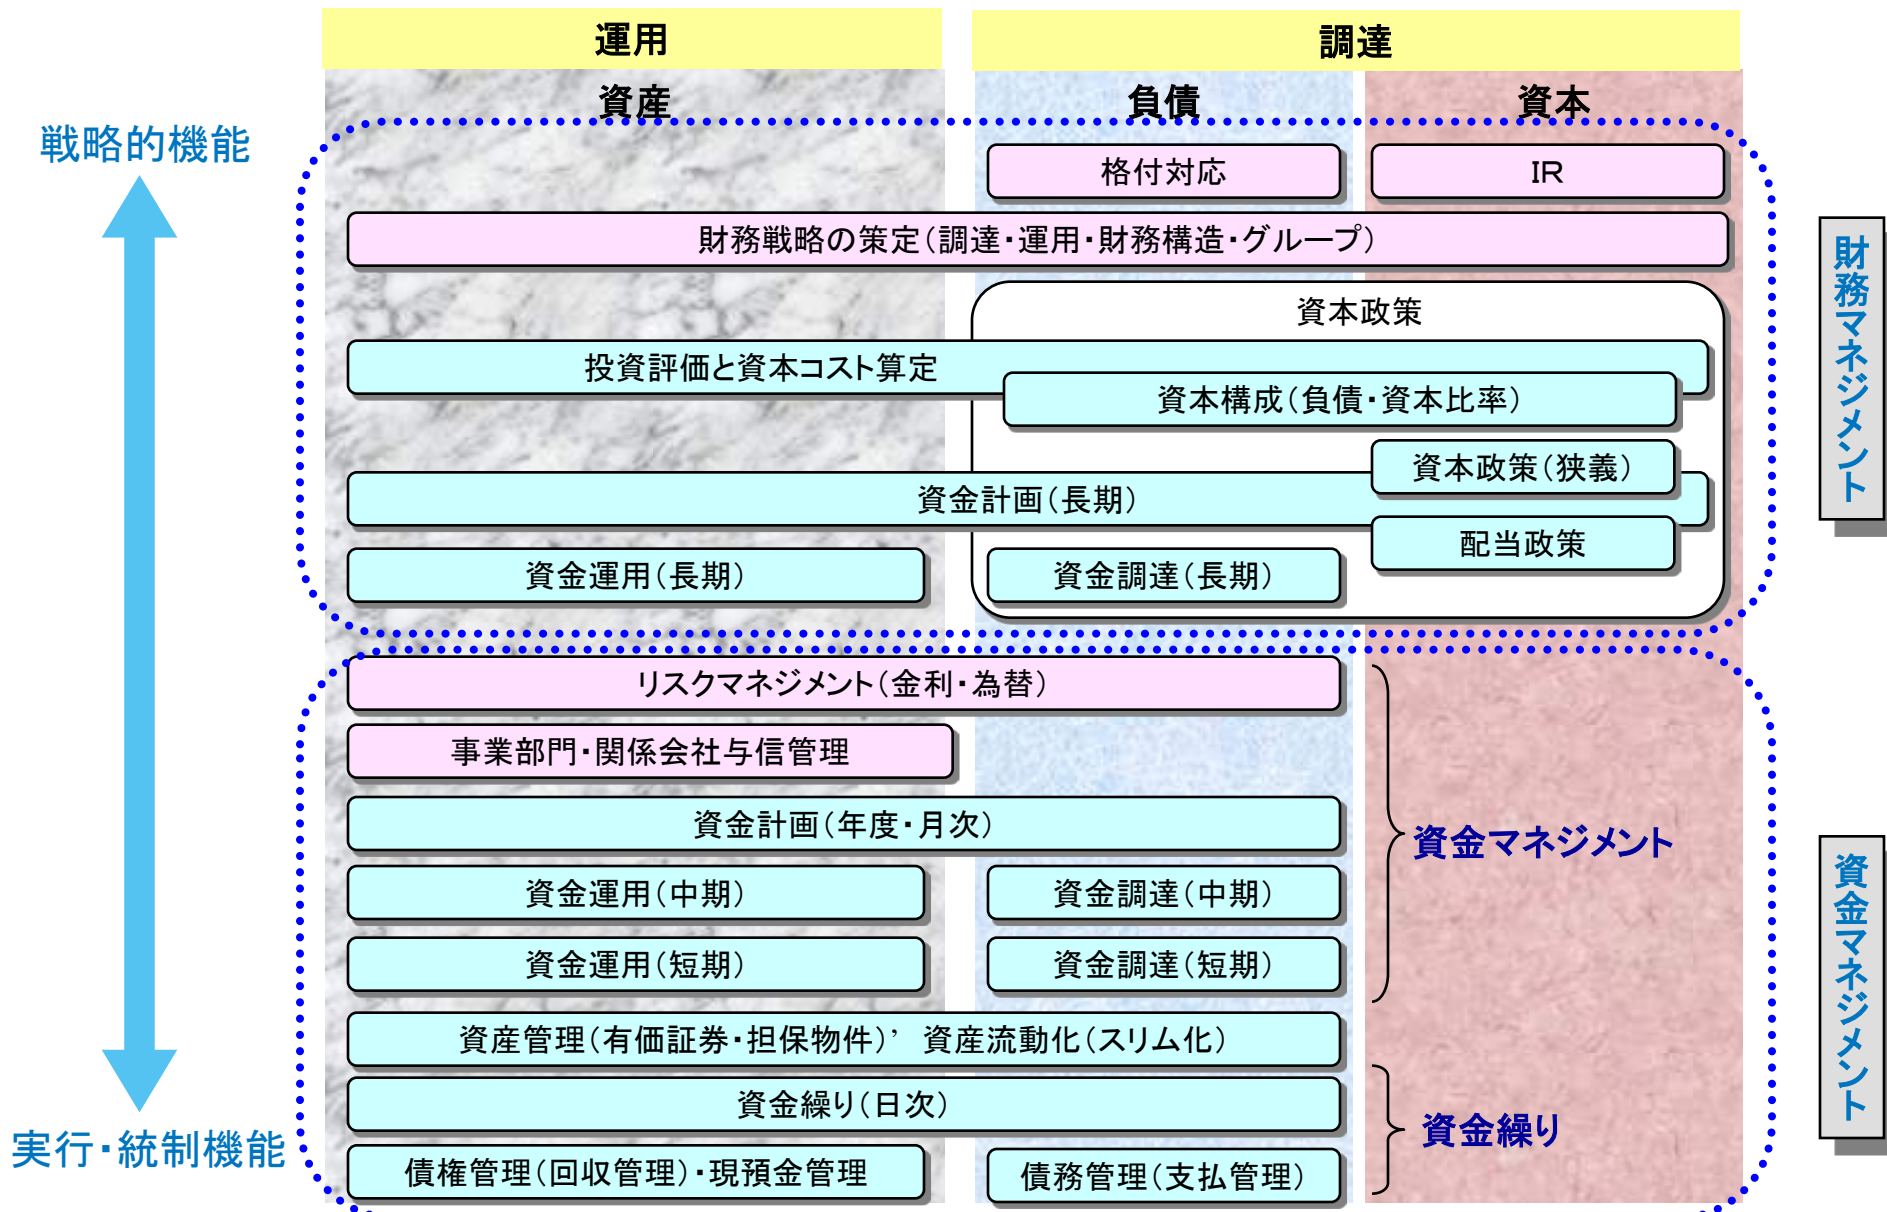 運用
調達
資産
負債
資本
戦略的機能
格付対応
IR
財務戦略の策定（調達・運用・財務構造・グループ）
資本政策
投資評価と資本コスト算定
資本構成（負債・資本比率）
資本政策（狭義）
資金計画（長期）
配当政策
資金運用（長期）
資金調達（長期）
財務マネジメント
リスクマネジメント（金利・為替）
事業部門・関係会社与信管理
資金計画（年度・月次）
資金マネジメント
資金運用（中期）
資金調達（中期）
資金運用（短期）
資金調達（短期）
資産管理（有価証券・担保物件）’ 資産流動化（スリム化）
資金繰り（日次）
資金繰り
債権管理（回収管理）・現預金管理
債務管理（支払管理）
実行・統制機能
資金マネジメント